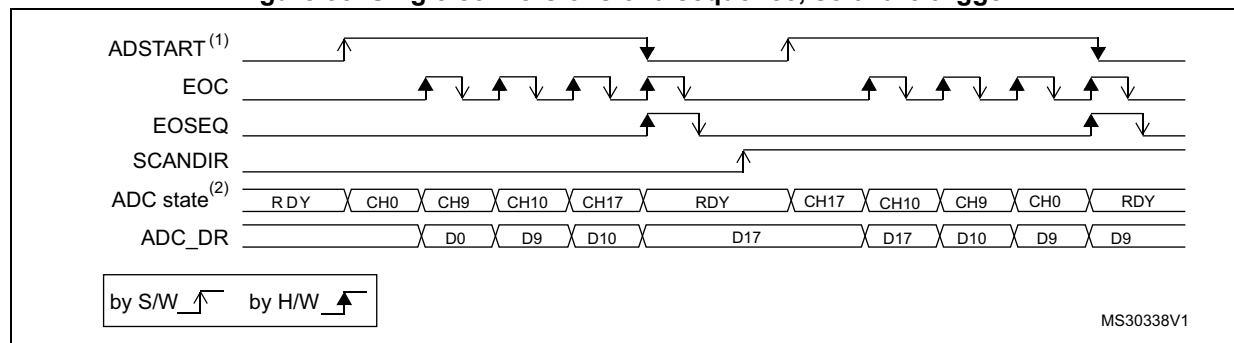 ADSTART(1)
EOC
EOSEQ
SCANDIR
ADC state(2) RDY CH0 CH9 CH10 CH17 RDY CH17 CH10 CH9 CH0 RDY
ADC_DR D0 D9 D10 D17 D17 D10 D9 D9
by S/W by H/W
MS30338V1